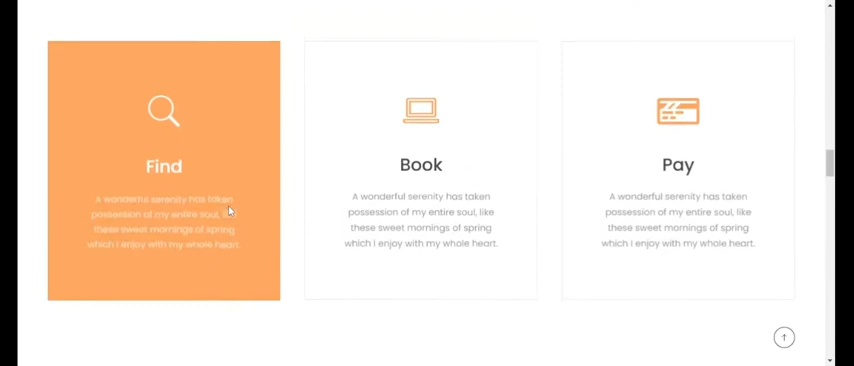 Find
A wonderful serenity has taken
possession of my entire soul,
these sweet mornings of spring
which I enjoy with my whole heart.
Book
A wonderful serenity has taken
possession of my entire soul, like
these sweet mornings of spring
which i enjoy with my whole heart.
Pay
A wonderful serenity has taken
possession of my entire soul, like
these sweet mornings of spring
which i enjoy with my whole heart.